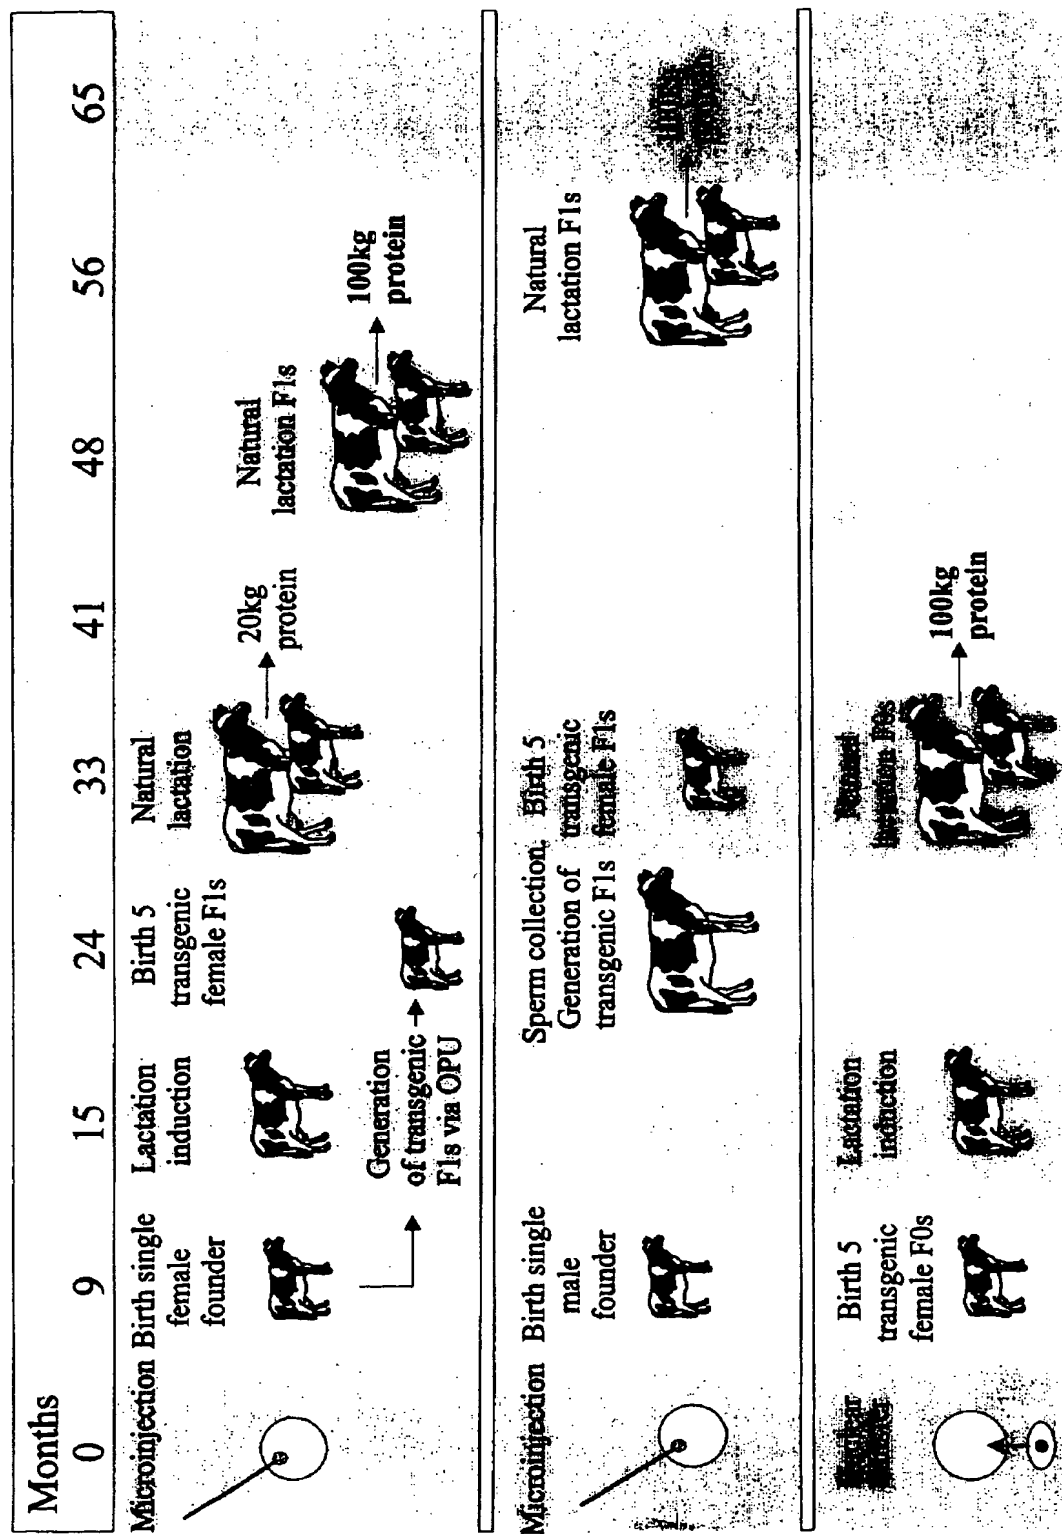 Months
0 9 15 24 33 41 48 56 65
Microinjection
Birth single
female
founder
Lactation
induction
Birth 5
transgenic
female F1s
Natural
lactation
20kg
protein
Natural
lactation F1s
100kg
protein
Generation
of transgenic
F1s via OPU
Microinjection
Birth single
male
founder
Sperm collection,
Generation of
transgenic F1s
Birth 5
transgenic
female F1s
Natural
lactation F1s
Birth 5
transgenic
female F0s
Lactation
induction
lactation F0s
100kg
protein